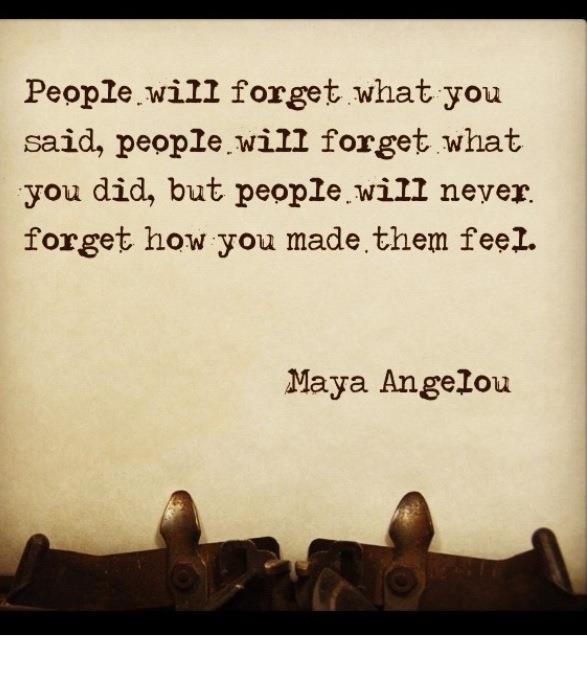 People will forget what you
said, people will forget what
you did, but people will never
forget how you made them feel.
Maya Angelou